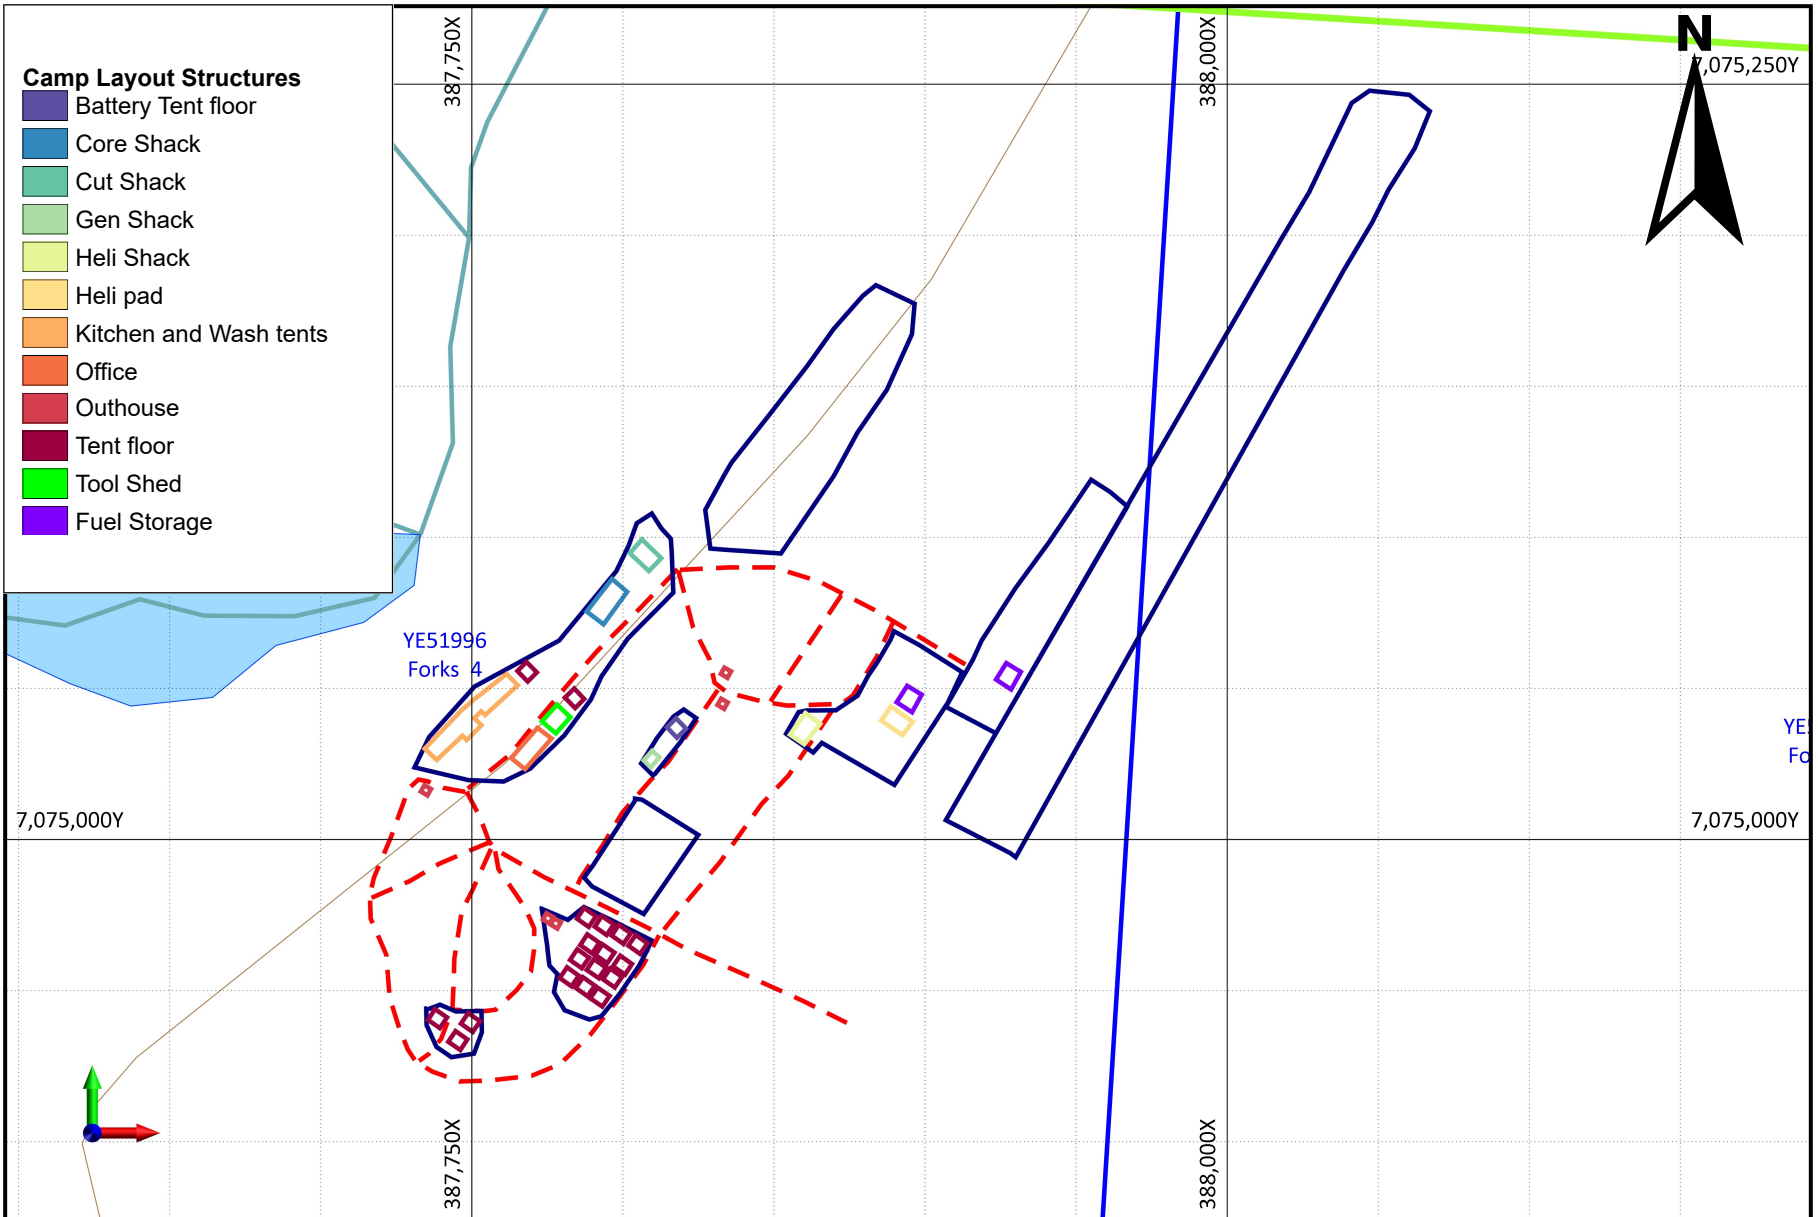 387,750X
388,000X
N
7,075,250Y
Camp Layout Structures
Battery Tent floor
Core Shack
Cut Shack
Gen Shack
Heli Shack
Heli pad
Kitchen and Wash tents
Office
Outhouse
Tent floor
Tool Shed
Fuel Storage
YE51996
Forks 4
YE
Fo
7,075,000Y
7,075,000Y
387,750X
388,000X